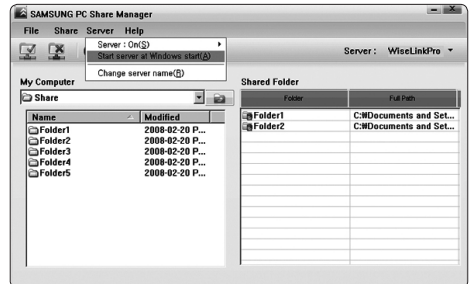 SAMSUNG PC Share Manager
File Share Server Help
Server : On(S)
Start server at Windows start(A)
Change server name(R)
Server : WiseLinkPro
My Computer
Share
Name Modified
Folder1 2008-02-20 P...
Folder2 2008-02-20 P...
Folder3 2008-02-20 P...
Folder4 2008-02-20 P...
Folder5 2008-02-20 P...
Shared Folder
Folder Full Path
Folder1 C:₩Documents and Set...
Folder2 C:₩Documents and Set...